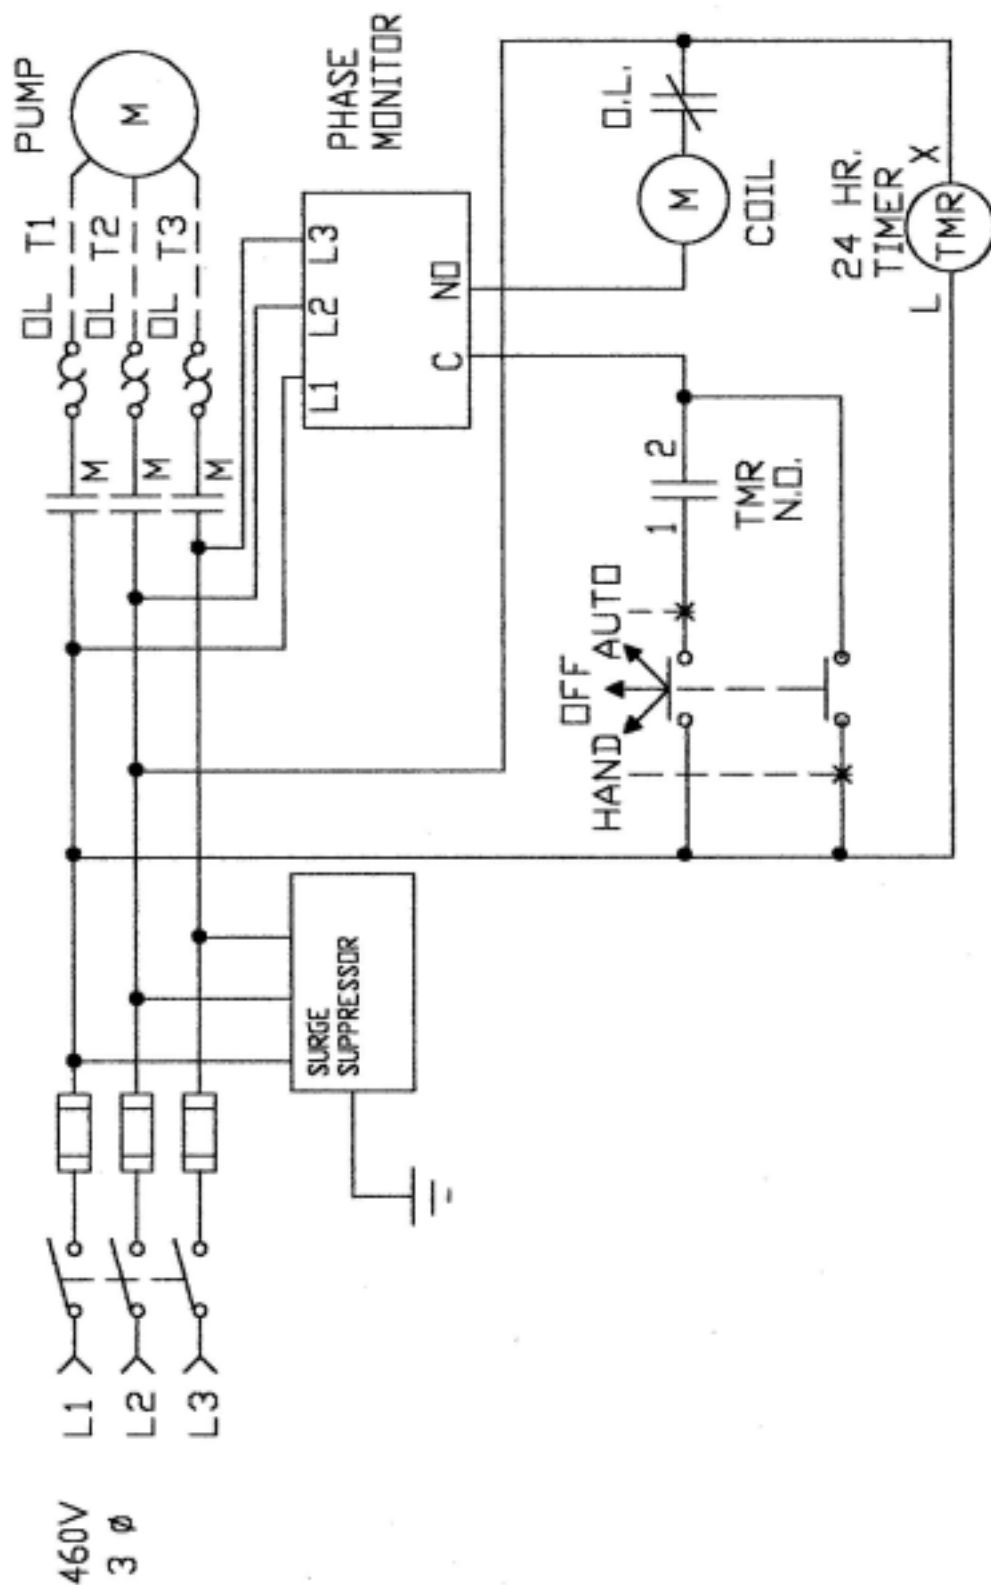 460V
3 Ø
L1
L2
L3
SURGE
SUPPRESSOR
M
M
M
OL
OL
OL
T1
T2
T3
PUMP
M
PHASE
MONITOR
L1
L2
L3
C
NO
HAND
OFF
AUTO
1
2
TMR
N.O.
M
COIL
O.L.
24 HR.
TIMER
L
TMR
X